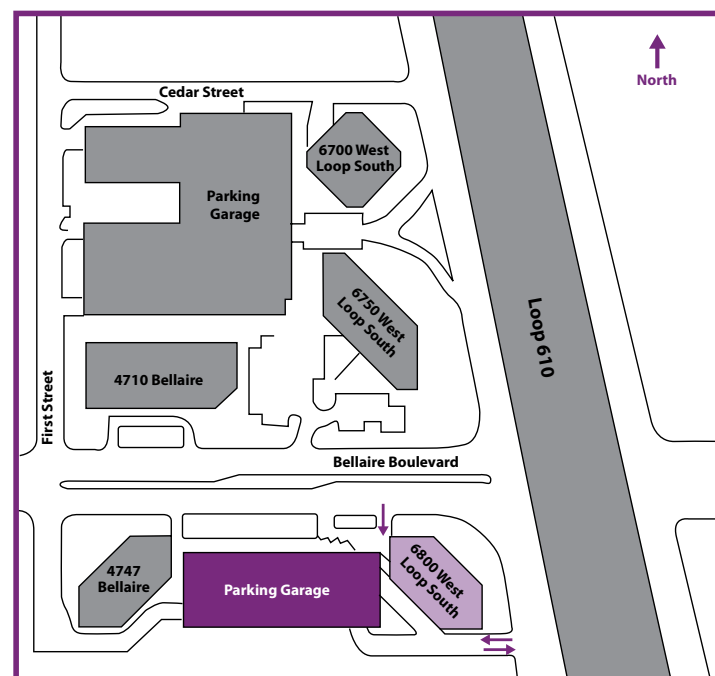 North
Cedar Street
6700 West
Loop South
Parking
Garage
6750 West
Loop South
Loop 610
4710 Bellaire
First Street
Bellaire Boulevard
4747
Bellaire
Parking Garage
6800 West
Loop South